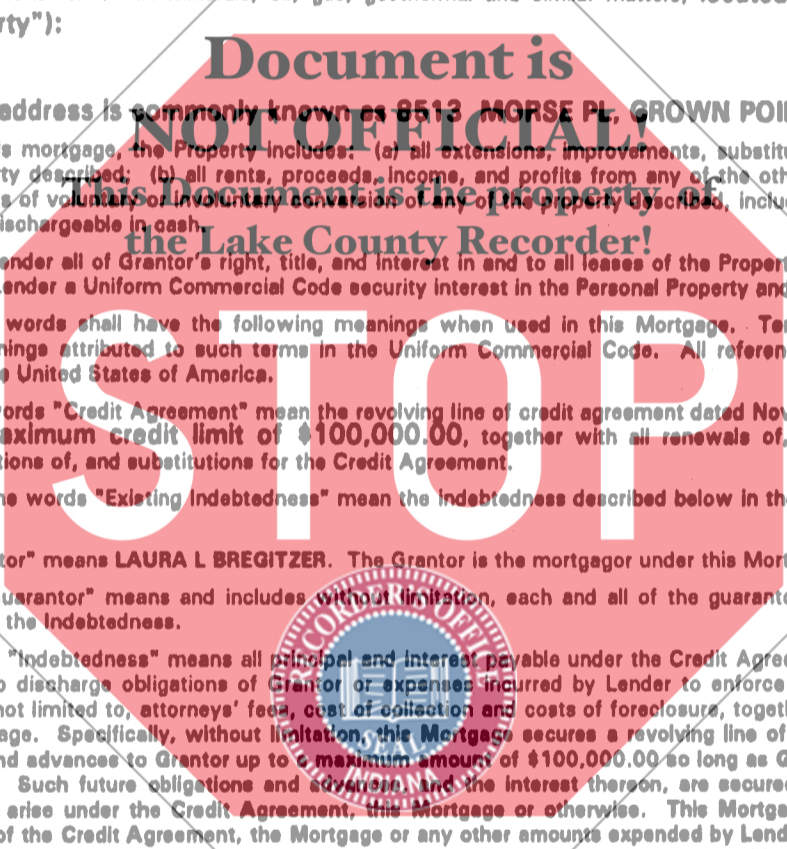 rty"):
Document is
address is commonly known as 8513 MORSE PL, CROWN POI
NOT OFFICIAL!
s mortgage, the Property includes: (a) all extensions, improvements, substitu
ty described; (b) all rents, proceeds, income, and profits from any of the oth
This Document is the property of
s of voluntary or involuntary conversion of any of the property described, inclu
ischargeable in cash.
the Lake County Recorder!
ender all of Grantor's right, title, and interest in and to all leases of the Proper
ender a Uniform Commercial Code security interest in the Personal Property and
words shall have the following meanings when used in this Mortgage. Te
nings attributed to such terms in the Uniform Commercial Code. All referen
e United States of America.
STOP
ords "Credit Agreement" mean the revolving line of credit agreement dated Nov
aximum credit limit of $100,000.00, together with all renewals of,
tions of, and substitutions for the Credit Agreement.
he words "Existing Indebtedness" mean the indebtedness described below in the
tor" means LAURA L BREGITZER. The Grantor is the mortgagor under this Mort
uarantor" means and includes without limitation, each and all of the guaranto
the Indebtedness.
"Indebtedness" means all principal and interest payable under the Credit Agree
o discharge obligations of Grantor or expenses incurred by Lender to enforce
not limited to, attorneys' fees, cost of collection and costs of foreclosure, toget
age. Specifically, without limitation, this Mortgage secures a revolving line of
nd advances to Grantor up to a maximum amount of $100,000.00 so long as G
Such future obligations and advances, and the interest thereon, are secured
arise under the Credit Agreement, this Mortgage or otherwise. This Mortga
of the Credit Agreement, the Mortgage or any other amounts expended by Lend
RECORDER'S OFFICE
SEAL
INDIANA